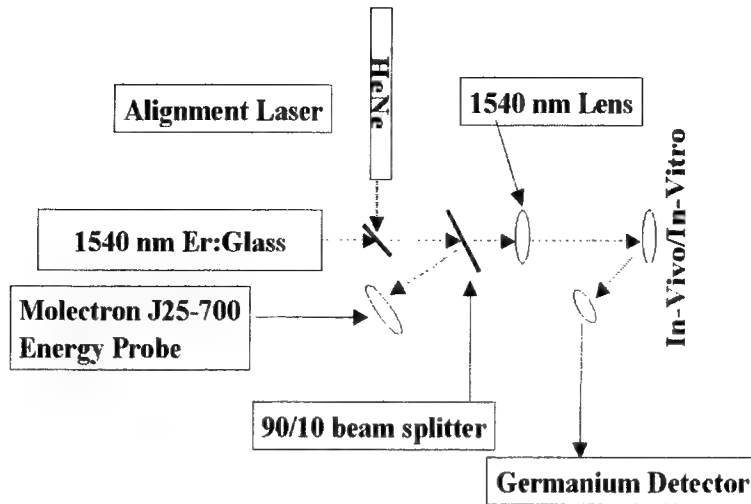 HeNe
Alignment Laser
1540 nm Lens
1540 nm Er:Glass
In-Vivo/In-Vitro
Molectron J25-700
Energy Probe
90/10 beam splitter
Germanium Detector